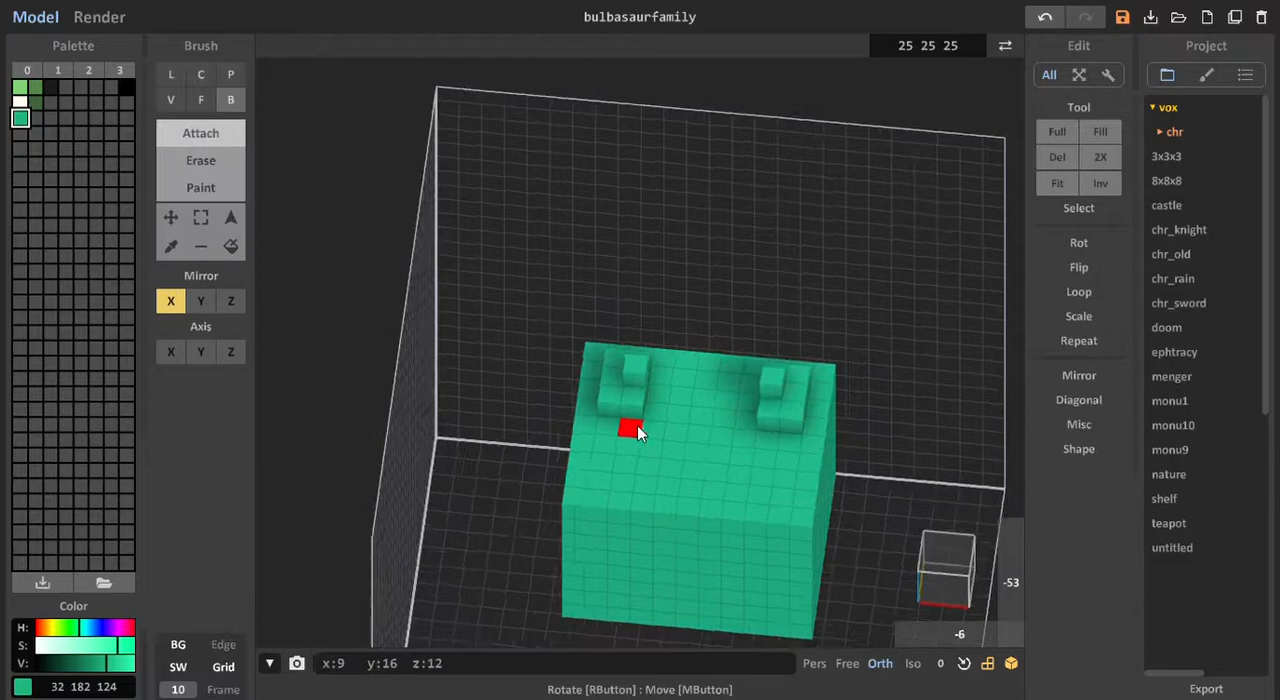 Model Render
bulbasaurfamily
Palette
0 1 2 3
Color
H:
S:
V:
32 182 124
Brush
L C P
V F B
Attach
Erase
Paint
Mirror
X Y Z
Axis
X Y Z
BG Edge
SW Grid
10 Frame
25 25 25
-53
-6
x:9 y:16 z:12
Pers Free Orth Iso 0
Rotate [RButton] : Move [MButton]
Edit
All
Tool
Full Fill
Del 2X
Fit Inv
Select
Rot
Flip
Loop
Scale
Repeat
Mirror
Diagonal
Misc
Shape
Project
vox
chr
3x3x3
8x8x8
castle
chr_knight
chr_old
chr_rain
chr_sword
doom
ephtracy
menger
monu1
monu10
monu9
nature
shelf
teapot
untitled
Export